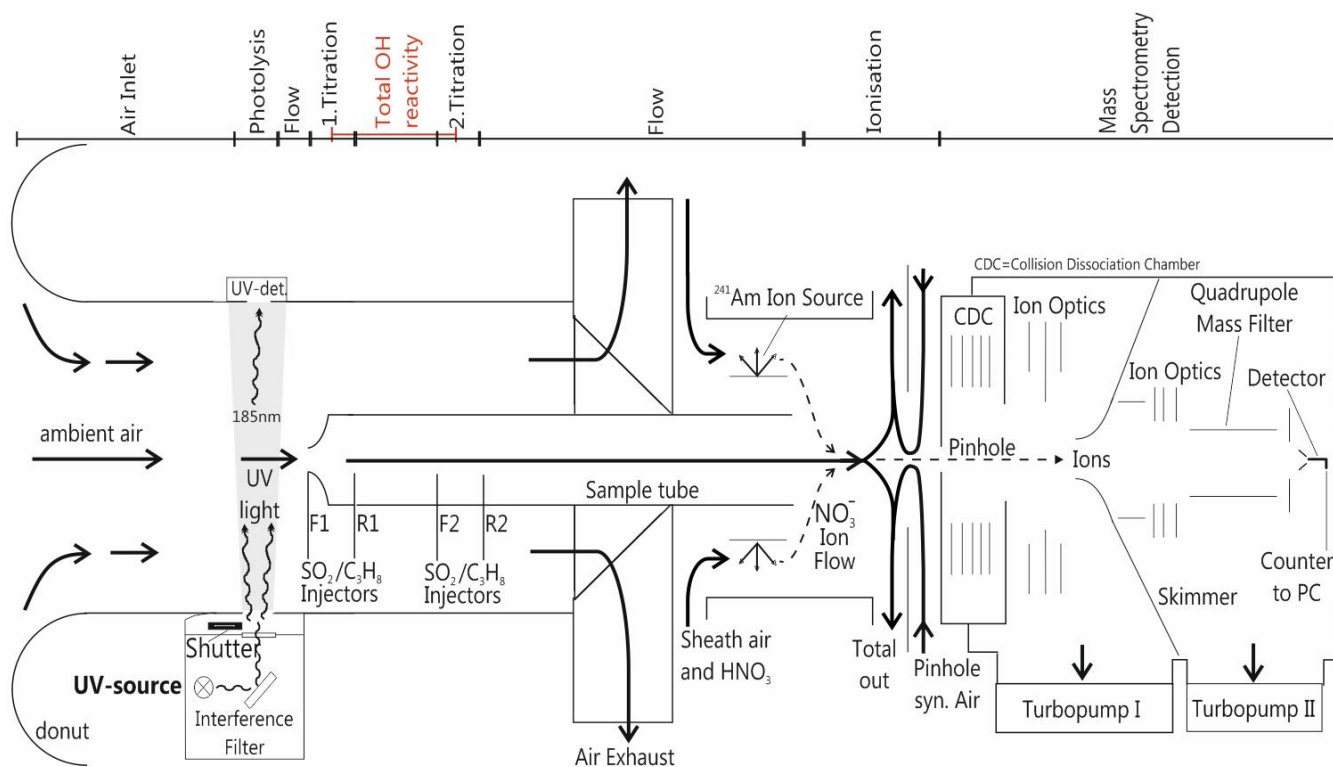 Air Inlet
Photolysis
Flow
1.Titration
Total OH
reactivity
2.Titration
Flow
Ionisation
Mass
Spectrometry
Detection
CDC=Collision Dissociation Chamber
UV-det.
²⁴¹Am Ion Source
CDC
Ion Optics
Quadrupole
Mass Filter
Ion Optics
Detector
185nm
ambient air
UV
light
Pinhole
Ions
Sample tube
F1
R1
F2
R2
NO₃⁻
Ion
Flow
SO₂/C₃H₈
Injectors
SO₂/C₃H₈
Injectors
Counter
to PC
Skimmer
Shutter
Sheath air
and HNO₃
Total
out
Pinhole
syn. Air
UV-source
Interference
Filter
donut
Turbopump I
Turbopump II
Air Exhaust